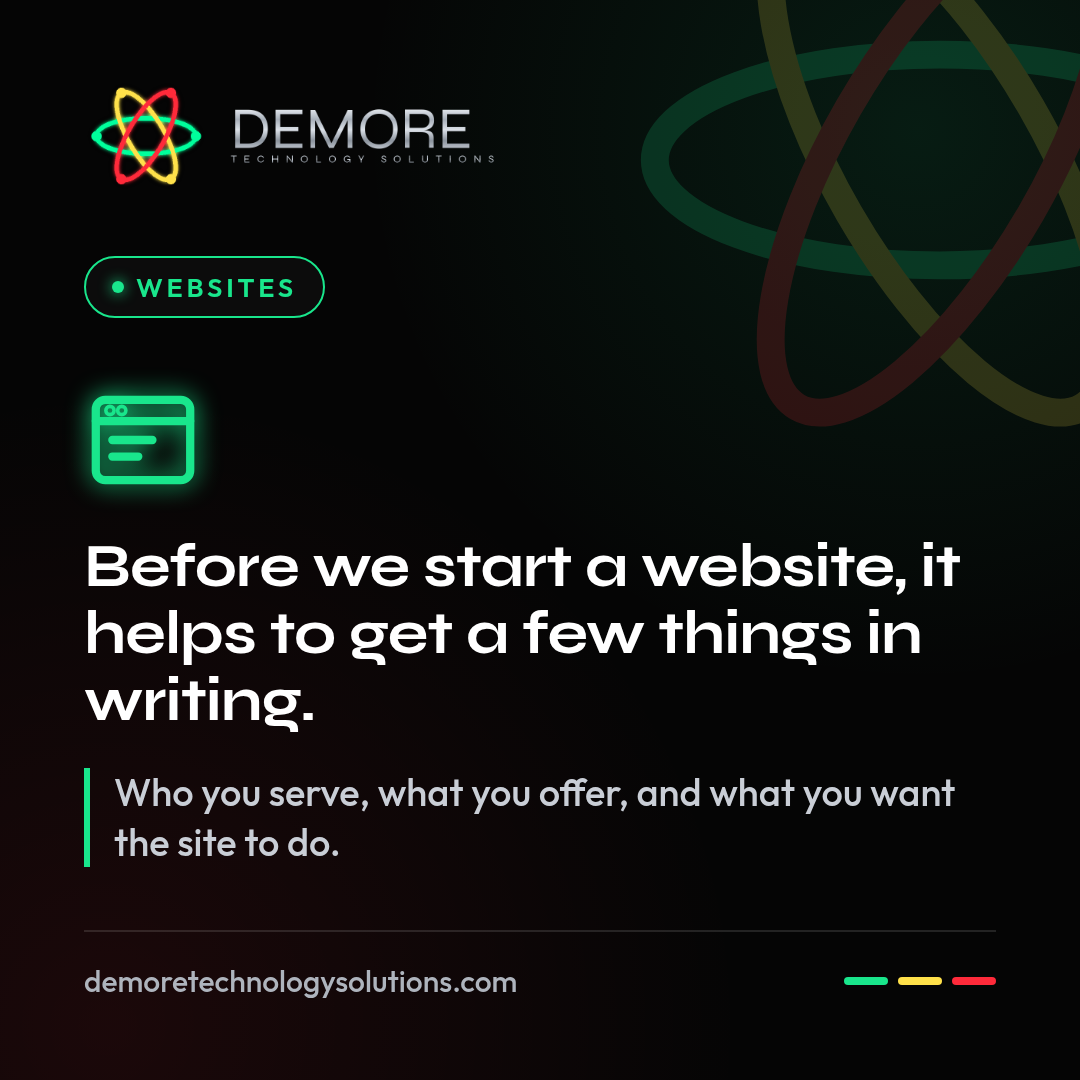 DEMORE
TECHNOLOGY SOLUTIONS
WEBSITES
Before we start a website, it
helps to get a few things in
writing.
Who you serve, what you offer, and what you want
the site to do.
demoretechnologysolutions.com